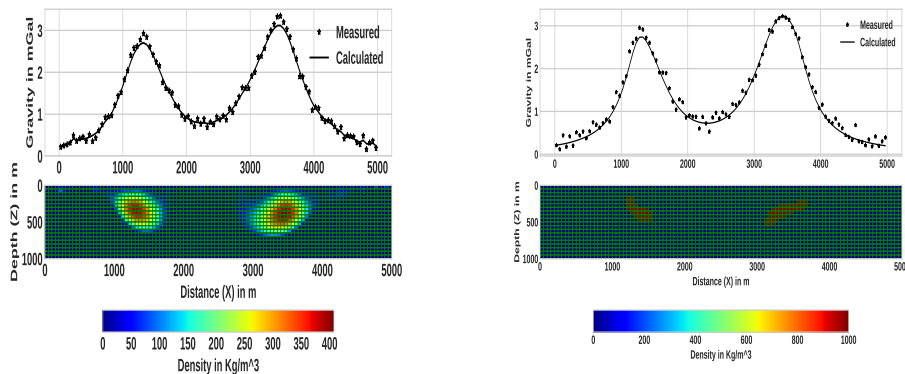 Gravity in mGal
3
2
1
0
Measured
Calculated
0 1000 2000 3000 4000 5000
Depth (Z) in m
0
500
1000
0 1000 2000 3000 4000 5000
Distance (X) in m
0 50 100 150 200 250 300 350 400
Density in Kg/m^3
Gravity in mGal
3
2
1
0
Measured
Calculated
0 1000 2000 3000 4000 5000
Depth (Z) in m
0
500
1000
0 1000 2000 3000 4000 5000
Distance (X) in m
0 200 400 600 800 1000
Density in Kg/m^3